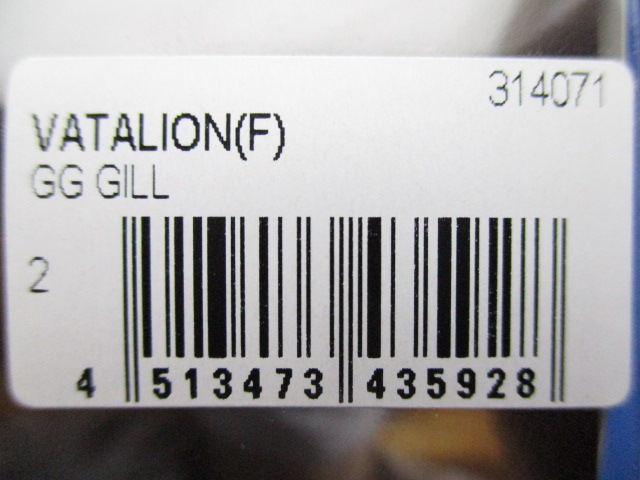 314071
VATALION(F)
GG GILL
2
4 513473 435928